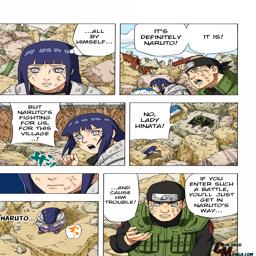 IT IS!
IT'S
DEFINITELY
NARUTO!
...ALL
BY
HIMSELF...
NO,
LADY
HINATA!
BUT
NARUTO'S
FIGHTING
FOR US,
FOR THIS
VILLAGE
...!
IF YOU
ENTER SUCH
A BATTLE,
YOU'LL JUST
GET IN
NARUTO'S
WAY...
...AND
CAUSE
HIM
TROUBLE!
NARUTO...